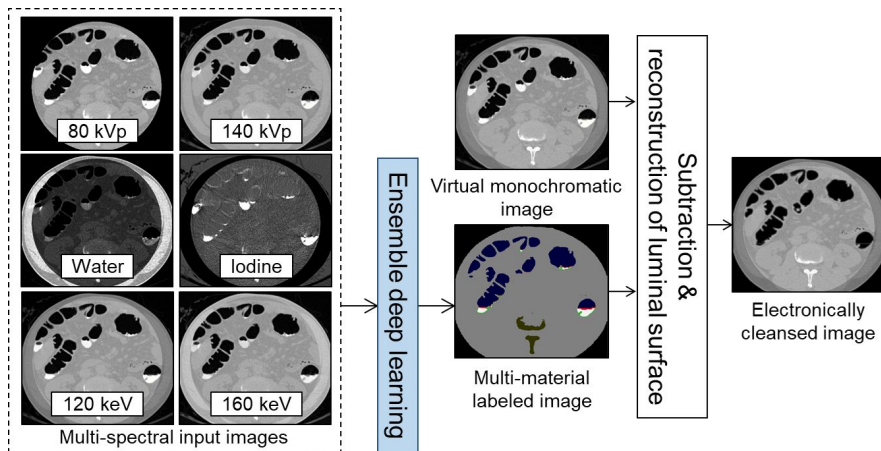 80 kVp
140 kVp
Water
Iodine
120 keV
160 keV
Multi-spectral input images
Ensemble deep learning
Virtual monochromatic
image
Multi-material
labeled image
Subtraction &
reconstruction of luminal surface
Electronically
cleansed image